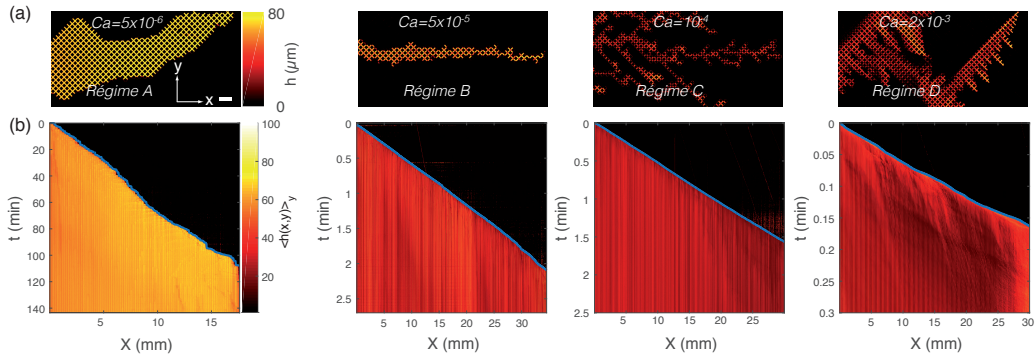 (a)
Ca=5x10⁻⁶
Régime A
y
x
80
h (μm)
0
Ca=5x10⁻⁵
Régime B
Ca=10⁻⁴
Régime C
Ca=2x10⁻³
Régime D
(b)
t (min)
0
20
40
60
80
100
120
140
5
10
15
X (mm)
100
80
60
40
20
<h(x,y)>y
t (min)
0
0.5
1
1.5
2
2.5
5
10
15
20
25
30
X (mm)
t (min)
0
0.5
1
1.5
2
2.5
5
10
15
20
25
X (mm)
t (min)
0
0.05
0.1
0.15
0.2
0.25
0.3
5
10
15
20
25
30
X (mm)